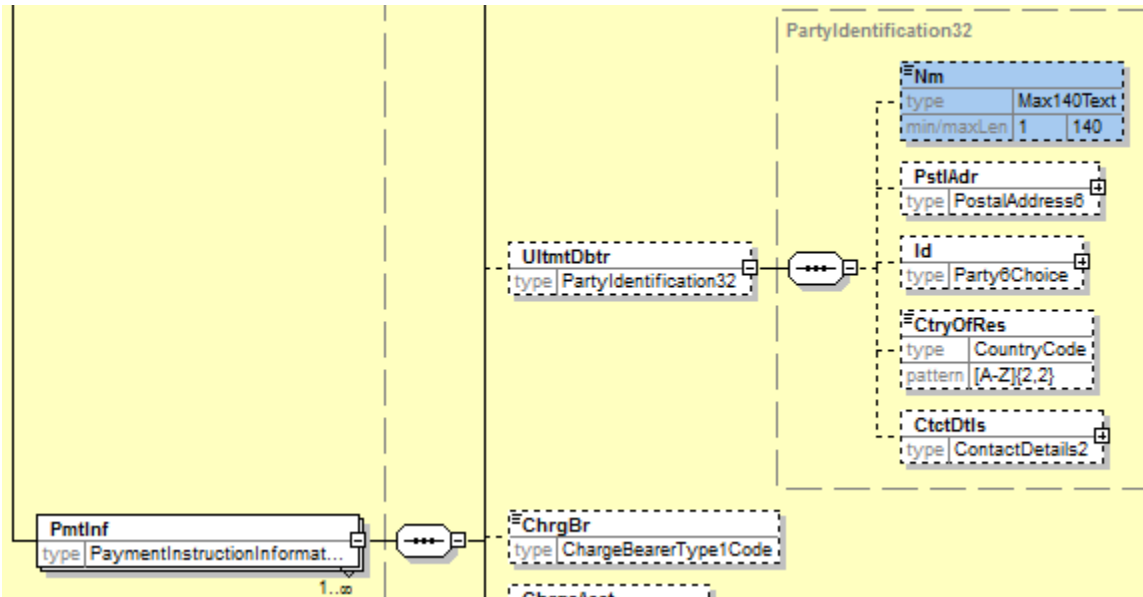 PartyIdentification32
Nm
type Max140Text
min/maxLen 1 140
PstlAdr
type PostalAddress6
Id
type Party6Choice
UltmtDbtr
type PartyIdentification32
CtryOfRes
type CountryCode
pattern [A-Z]{2,2}
CtctDtls
type ContactDetails2
PmtInf
type PaymentInstructionInformat...
1..∞
ChrgBr
type ChargeBearerType1Code